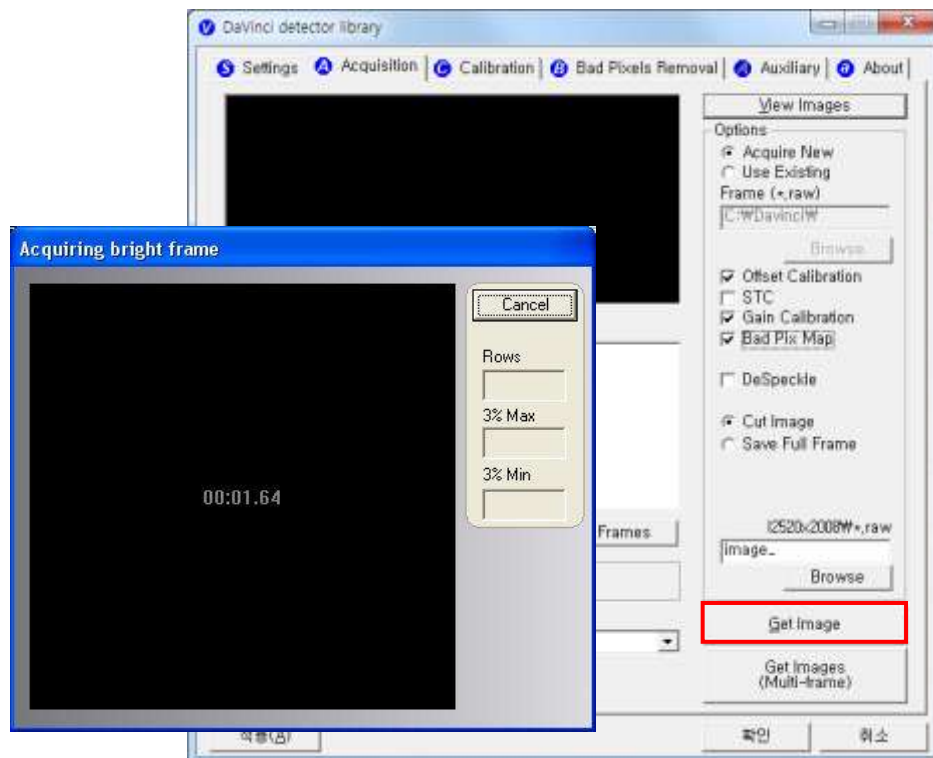 DaVinci detector library
Settings
Acquisition
Calibration
Bad Pixels Removal
Auxiliary
About
View Images
Options
Acquire New
Use Existing
Frame (*,raw)
C:₩Davinci₩
Browse
Offset Calibration
STC
Gain Calibration
Bad Pix Map
DeSpeckle
Cut Image
Save Full Frame
I2520x2008₩*,raw
image_
Browse
Get Image
Get Images
(Multi-frame)
Acquiring bright frame
Cancel
Rows
3% Max
3% Min
00:01.64
Frames
적용(A)
확인
취소